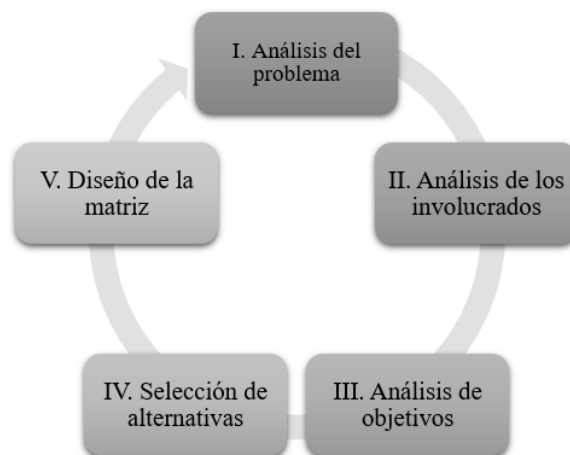 I. Análisis del
problema
II. Análisis de los
involucrados
III. Análisis de
objetivos
IV. Selección de
alternativas
V. Diseño de la
matriz